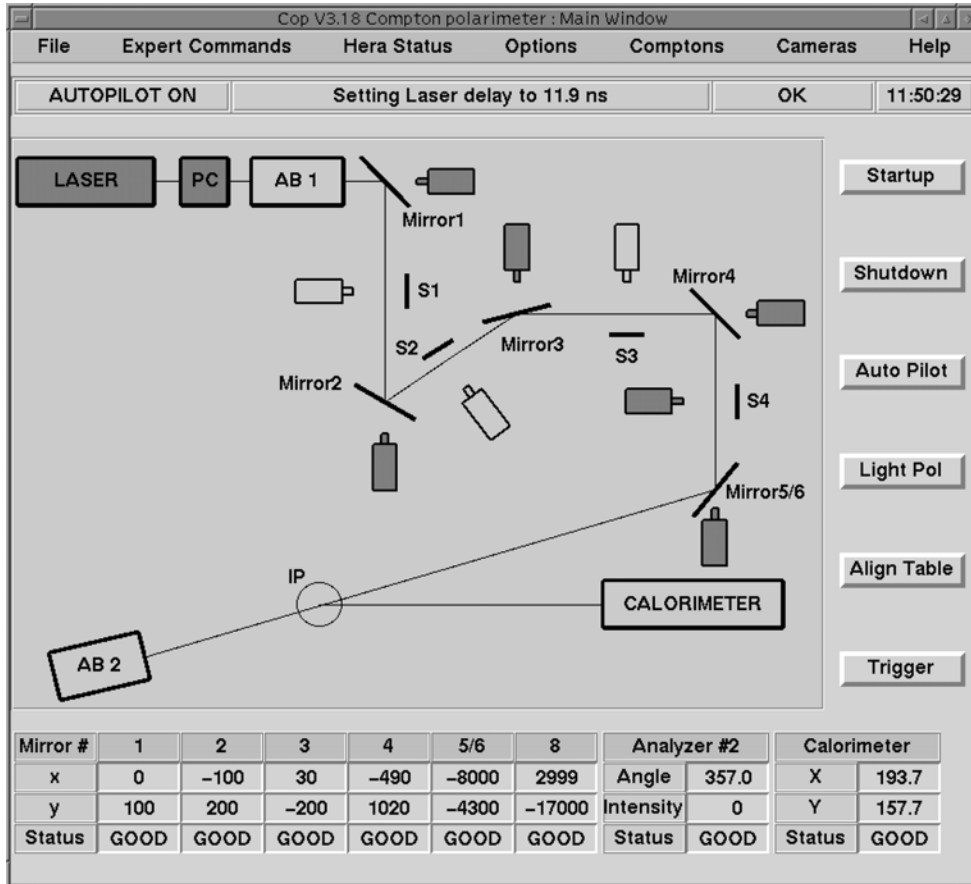 Cop V3.18 Compton polarimeter : Main Window
File Expert Commands Hera Status Options Comptons Cameras Help
AUTOPILOT ON Setting Laser delay to 11.9 ns OK 11:50:29
LASER PC AB 1
Mirror1
Startup
S1
Mirror4
Shutdown
S2
Mirror3
S3
Mirror2
Auto Pilot
S4
Light Pol
Mirror5/6
IP
Align Table
CALORIMETER
AB 2
Trigger
Mirror # 1 2 3 4 5/6 8 Analyzer #2 Calorimeter
x 0 −100 30 −490 −8000 2999 Angle 357.0 X 193.7
y 100 200 −200 1020 −4300 −17000 Intensity 0 Y 157.7
Status GOOD GOOD GOOD GOOD GOOD GOOD Status GOOD Status GOOD